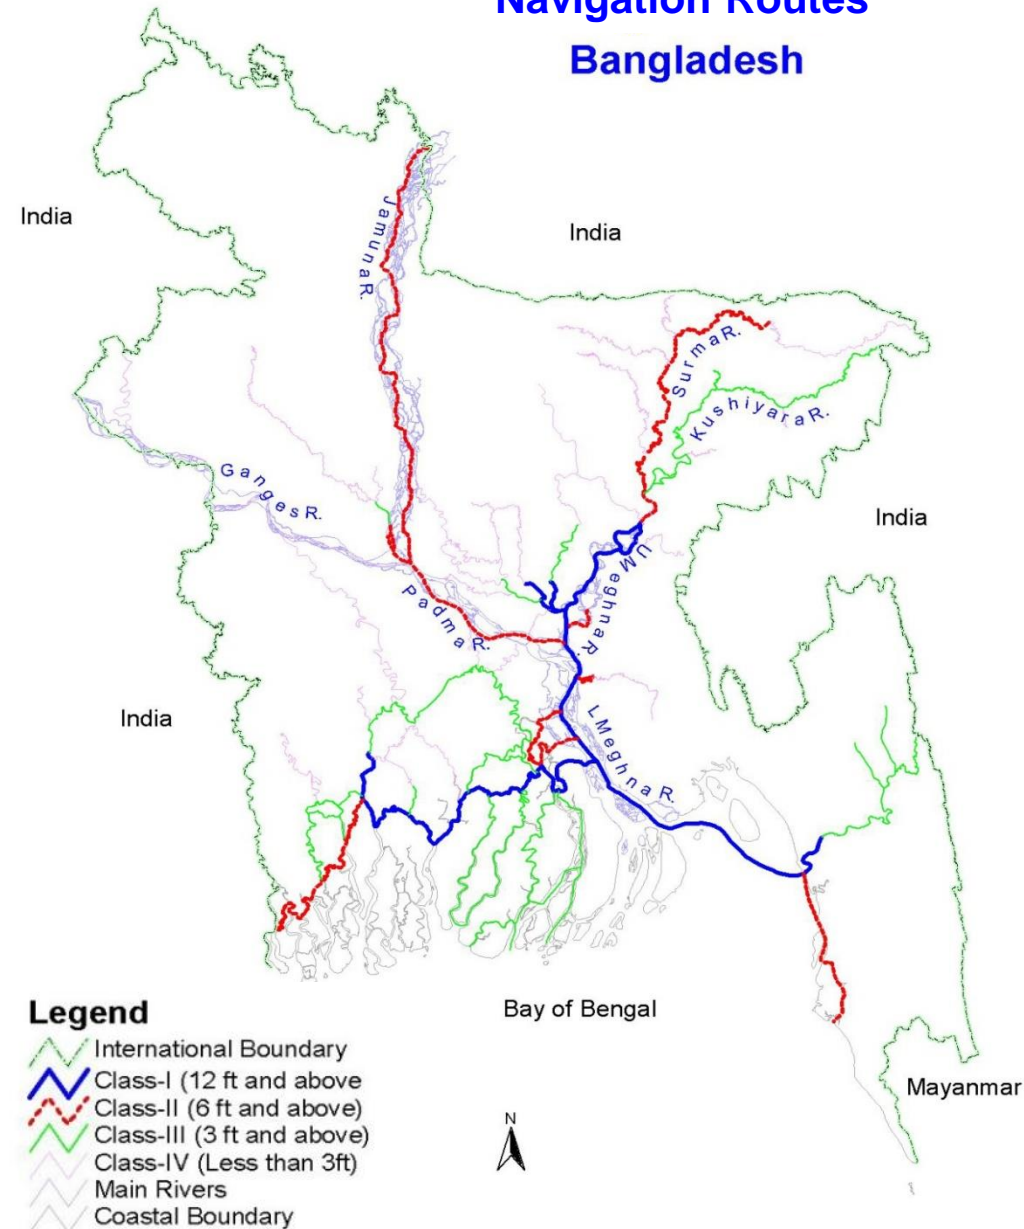 Navigation Routes
Bangladesh
India
India
Jamuna R.
Surma R.
Kushiyara R.
Ganges R.
India
U Meghna R.
Padma R.
India
L Meghna R.
Bay of Bengal
Legend
International Boundary
Class-I (12 ft and above
Class-II (6 ft and above)
Class-III (3 ft and above)
Class-IV (Less than 3ft)
Main Rivers
Coastal Boundary
N
Mayanmar